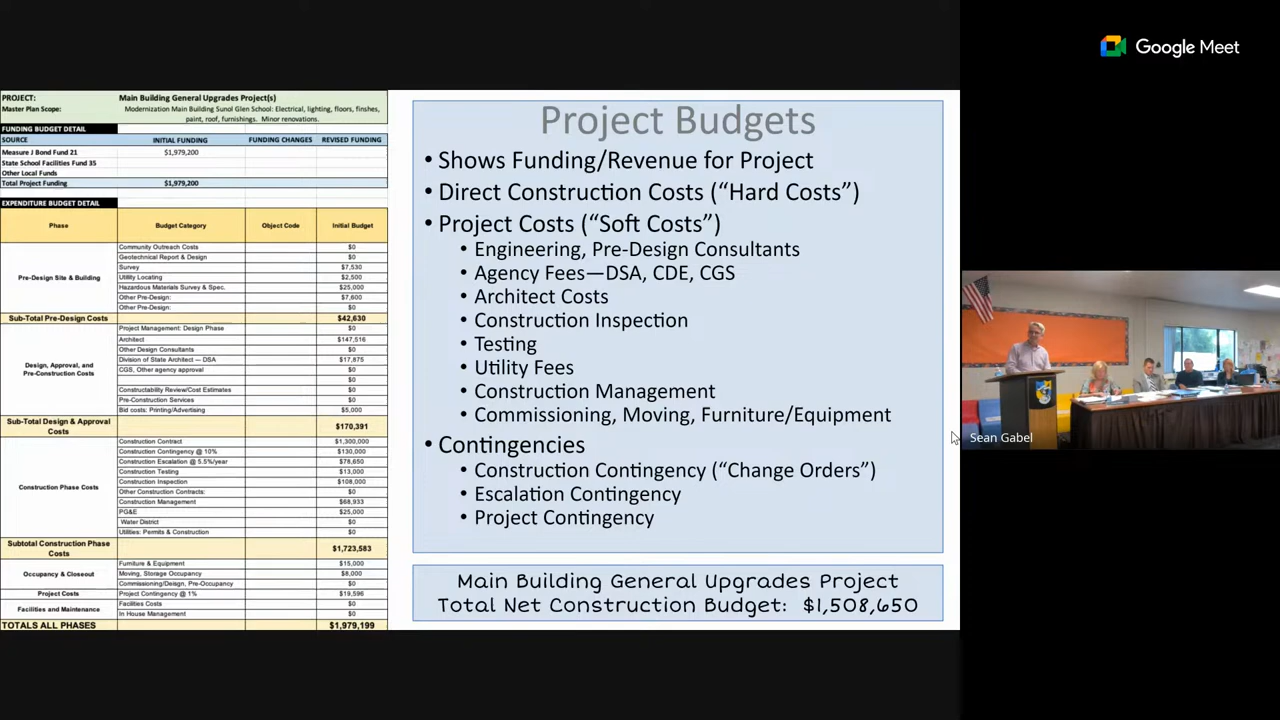 Google Meet
PROJECT: Main Building General Upgrades Project(s)
Master Plan Scope: Modernization Main Building Sunol Glen School: Electrical, lighting, floors, finshes,
paint, roof, furnishings. Minor renovations.
FUNDING BUDGET DETAIL
SOURCE INITIAL FUNDING FUNDING CHANGES REVISED FUNDING
Measure J Bond Fund 21 $1,979,200
State School Facilities Fund 35
Other Local Funds
Total Project Funding $1,979,200
EXPENDITURE BUDGET DETAIL
Phase Budget Category Object Code Initial Budget
Pre-Design Site & Building
Community Outreach Costs $0
Geotechnical Report & Design $0
Survey $7,530
Utility Locating $2,500
Hazardous Materials Survey & Spec. $25,000
Other Pre-Design: $7,600
Other Pre-Design: $0
Sub-Total Pre-Design Costs $42,630
Design, Approval, and
Pre-Construction Costs
Project Management: Design Phase $0
Architect $147,516
Other Design Consultants $0
Division of State Architect — DSA $17,875
CGS, Other agency approval $0
$0
Constructability Review/Cost Estimates $0
Pre-Construction Services $0
Bid costs: Printing/Advertising $5,000
Sub-Total Design & Approval
Costs $170,391
Construction Phase Costs
Construction Contract $1,300,000
Construction Contingency @ 10% $130,000
Construction Escalation @ 5.5%/year $78,650
Construction Testing $13,000
Construction Inspection $108,000
Other Construction Contracts: $0
Construction Management $68,933
PG&E $25,000
Water District $0
Utilities: Permits & Construction $0
Subtotal Construction Phase
Costs $1,723,583
Occupancy & Closeout
Furniture & Equipment $15,000
Moving, Storage Occupancy $8,000
Commissioning/Deisgn, Pre-Occupancy $0
Project Costs Project Contingency @ 1% $19,596
Facilities and Maintenance
Facilities Costs $0
In House Management $0
TOTALS ALL PHASES $1,979,199
Project Budgets
• Shows Funding/Revenue for Project
• Direct Construction Costs (“Hard Costs”)
• Project Costs (“Soft Costs”)
• Engineering, Pre-Design Consultants
• Agency Fees—DSA, CDE, CGS
• Architect Costs
• Construction Inspection
• Testing
• Utility Fees
• Construction Management
• Commissioning, Moving, Furniture/Equipment
• Contingencies
• Construction Contingency (“Change Orders”)
• Escalation Contingency
• Project Contingency
Main Building General Upgrades Project
Total Net Construction Budget: $1,508,650
Sean Gabel